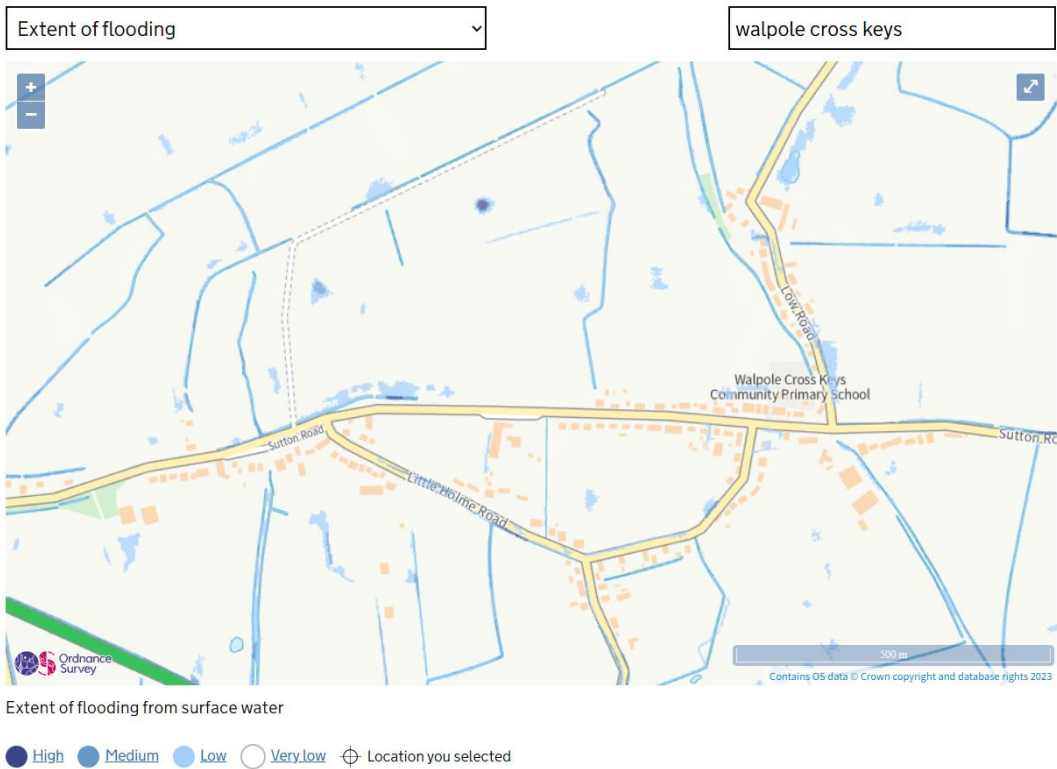 Extent of flooding
walpole cross keys
+
−
Low Road
Walpole Cross Keys
Community Primary School
Sutton Road
Sutton Ro
Little Holme Road
Ordnance
Survey
500 m
Contains OS data © Crown copyright and database rights 2023
Extent of flooding from surface water
High Medium Low Very low Location you selected